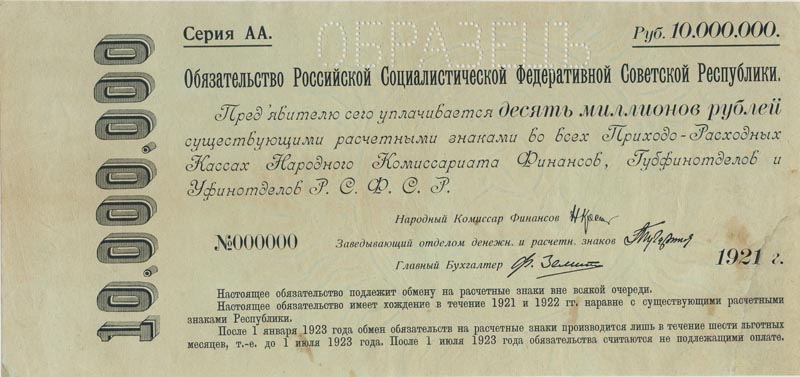 ОБРАЗЕЦЪ
Серия АА.
Руб. 10.000.000.
Обязательство Российской Социалистической Федеративной Советской Республики.
Пред'явителю сего уплачивается десять миллионов рублей
существующими расчетными знаками во всех Приходо-Расходных
Кассах Народного Комиссариата Финансов, Губфинотделов и
Уфинотделов Р. С. Ф. С. Р.
Народный Комиссар Финансов
№000000
Заведывающий отделом денежн. и расчетн. знаков
Главный Бухгалтер
1921 г.
Настоящее обязательство подлежит обмену на расчетные знаки вне всякой очереди.
Настоящее обязательство имеет хождение в течение 1921 и 1922 гг. наравне с существующими расчетными
знаками Республики.
После 1 января 1923 года обмен обязательств на расчетные знаки производится лишь в течение шести льготных
месяцев, т.-е. до 1 июля 1923 года. После 1 июля 1923 года обязательства считаются не подлежащими оплате.
10.000.000